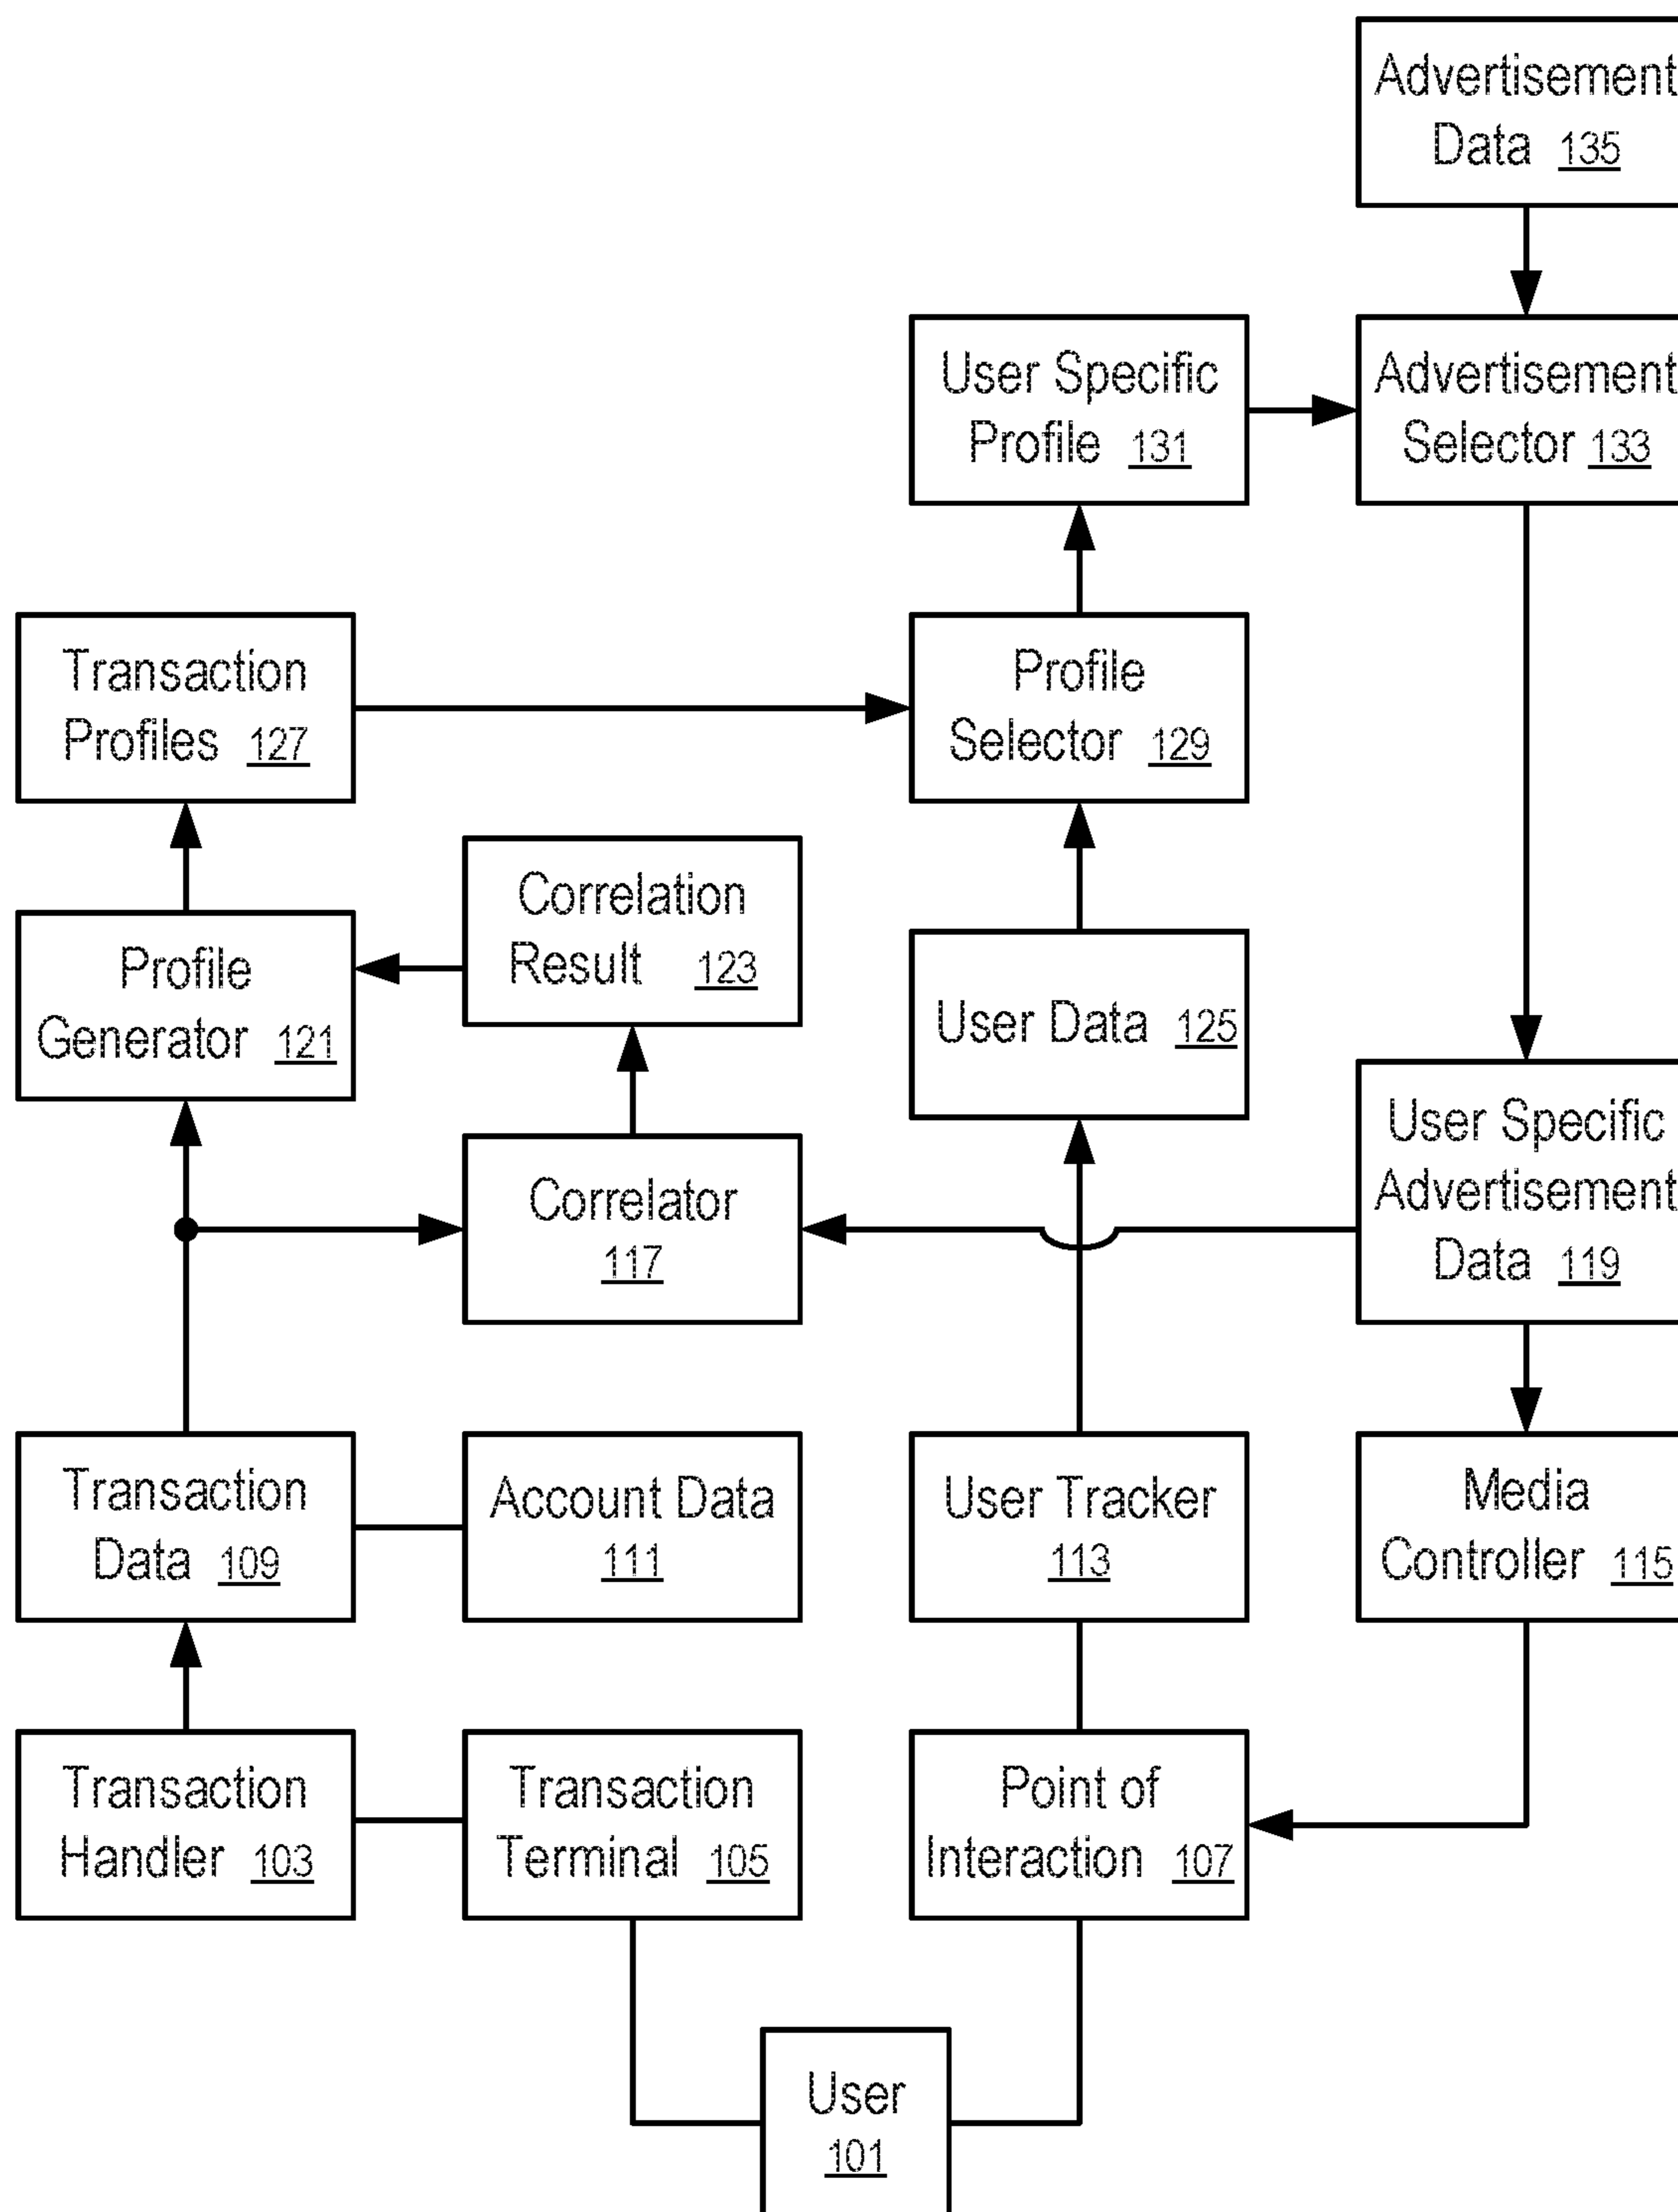 Advertisement
Data 135
User Specific
Profile 131
Advertisement
Selector 133
Transaction
Profiles 127
Profile
Selector 129
Correlation
Result 123
Profile
Generator 121
User Data 125
User Specific
Advertisement
Data 119
Correlator
117
Transaction
Data 109
Account Data
111
User Tracker
113
Media
Controller 115
Transaction
Handler 103
Transaction
Terminal 105
Point of
Interaction 107
User
101